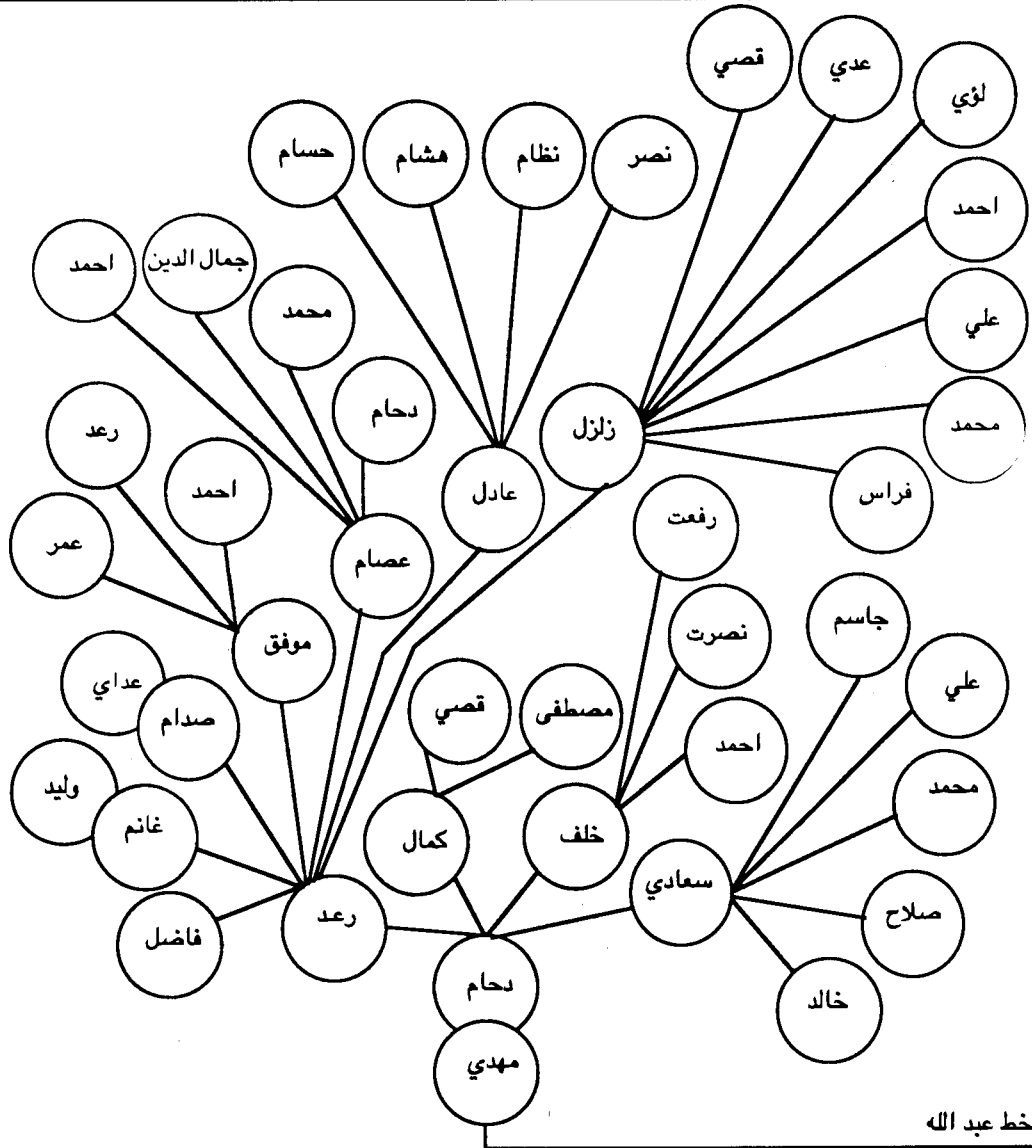 قصي
عدي
لؤي
نصر
نظام
هشام
حسام
احمد
جمال الدين
احمد
محمد
علي
دحام
محمد
زلزل
رعد
احمد
عادل
فراس
رفعت
عمر
عصام
جاسم
نصرت
موفق
علي
عداي
صدام
قصي
مصطفى
احمد
وليد
غانم
محمد
كمال
خلف
سعادي
صلاح
فاضل
رعد
دحام
خالد
مهدي
خط عبد الله